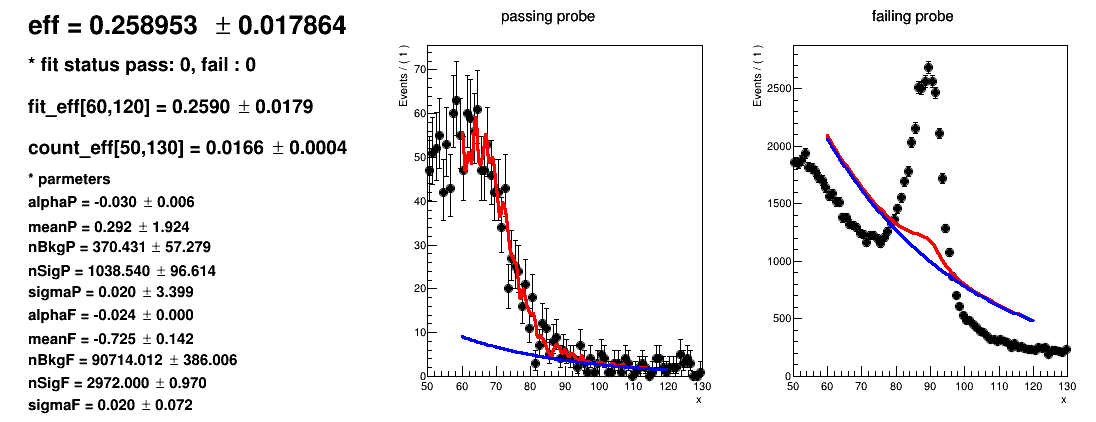 eff = 0.258953 ± 0.017864
* fit status pass: 0, fail : 0
fit_eff[60,120] = 0.2590 ± 0.0179
count_eff[50,130] = 0.0166 ± 0.0004
* parmeters
alphaP = -0.030 ± 0.006
meanP = 0.292 ± 1.924
nBkgP = 370.431 ± 57.279
nSigP = 1038.540 ± 96.614
sigmaP = 0.020 ± 3.399
alphaF = -0.024 ± 0.000
meanF = -0.725 ± 0.142
nBkgF = 90714.012 ± 386.006
nSigF = 2972.000 ± 0.970
sigmaF = 0.020 ± 0.072
passing probe
Events / ( 1 )
70
60
50
40
30
20
10
0
50 60 70 80 90 100 110 120 130
x
failing probe
Events / ( 1 )
2500
2000
1500
1000
500
0
50 60 70 80 90 100 110 120 130
x